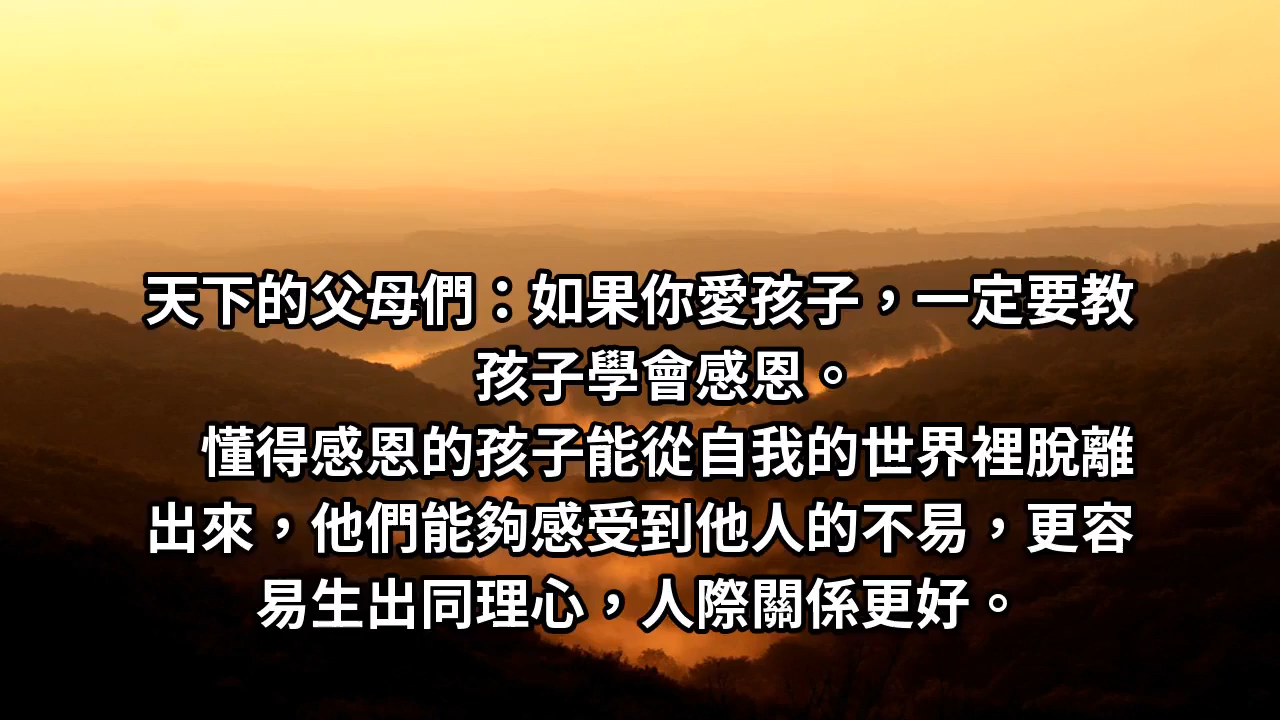 天下的父母們：如果你愛孩子，一定要教
孩子學會感恩。
懂得感恩的孩子能從自我的世界裡脫離
出來，他們能夠感受到他人的不易，更容
易生出同理心，人際關係更好。